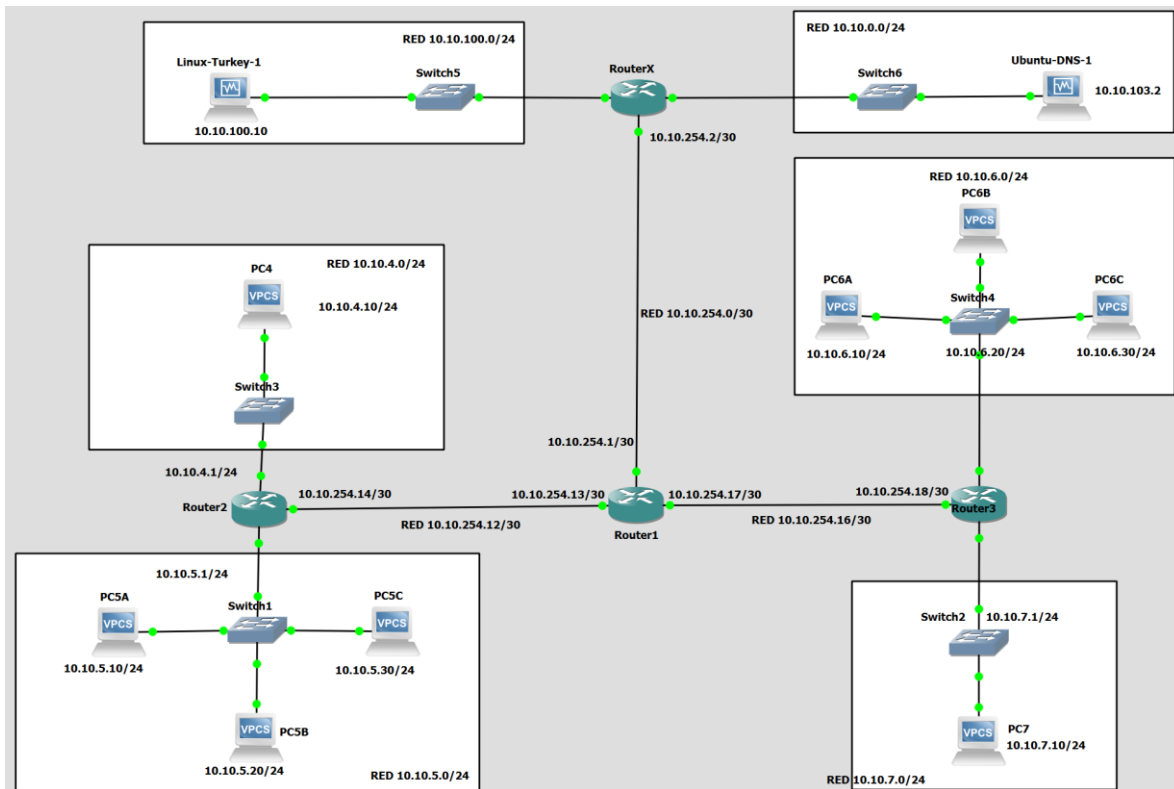 RED 10.10.100.0/24
Linux-Turkey-1
Switch5
10.10.100.10
RouterX
10.10.254.2/30
RED 10.10.0.0/24
Switch6
Ubuntu-DNS-1
10.10.103.2
RED 10.10.6.0/24
PC6B
VPCS
PC6A
VPCS
Switch4
PC6C
VPCS
10.10.6.10/24
10.10.6.20/24
10.10.6.30/24
RED 10.10.4.0/24
PC4
VPCS
10.10.4.10/24
Switch3
RED 10.10.254.0/30
10.10.4.1/24
Router2
10.10.254.14/30
RED 10.10.254.12/30
10.10.254.1/30
10.10.254.13/30
10.10.254.17/30
Router1
RED 10.10.254.16/30
10.10.254.18/30
Router3
10.10.5.1/24
PC5A
VPCS
Switch1
PC5C
VPCS
10.10.5.10/24
10.10.5.30/24
VPCS
PC5B
10.10.5.20/24
RED 10.10.5.0/24
Switch2
10.10.7.1/24
VPCS
PC7
10.10.7.10/24
RED 10.10.7.0/24